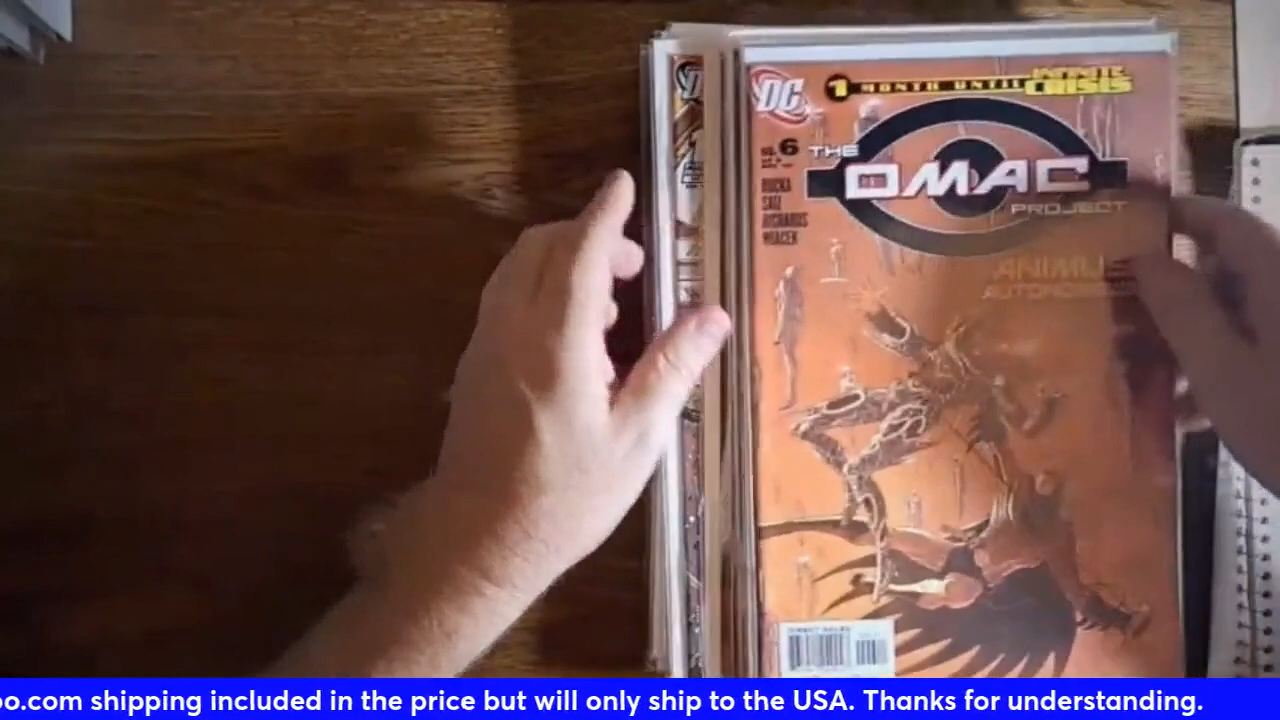 DC
1 MONTH UNTIL INFINITE CRISIS
NO. 6
THE
OMAC
PROJECT
RUCKA
SAIZ
RICHARDS
oo.com shipping included in the price but will only ship to the USA. Thanks for understanding.